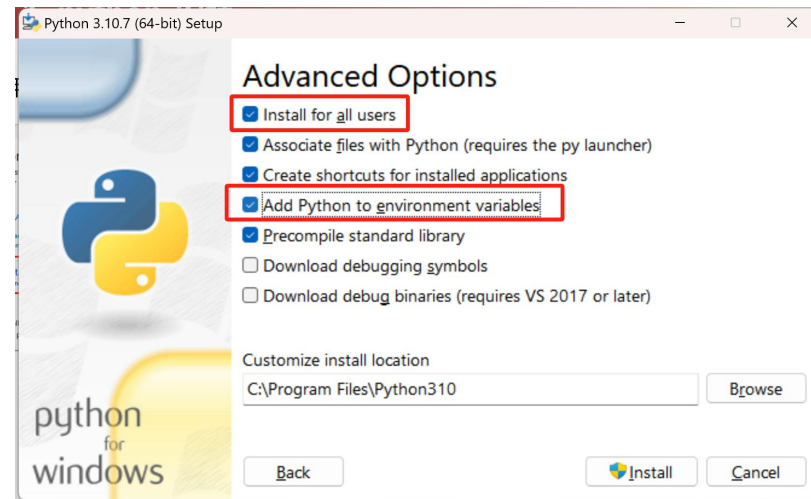 Python 3.10.7 (64-bit) Setup
Advanced Options
Install for all users
Associate files with Python (requires the py launcher)
Create shortcuts for installed applications
Add Python to environment variables
Precompile standard library
Download debugging symbols
Download debug binaries (requires VS 2017 or later)
Customize install location
C:\Program Files\Python310
Browse
python
for
windows
Back
Install
Cancel